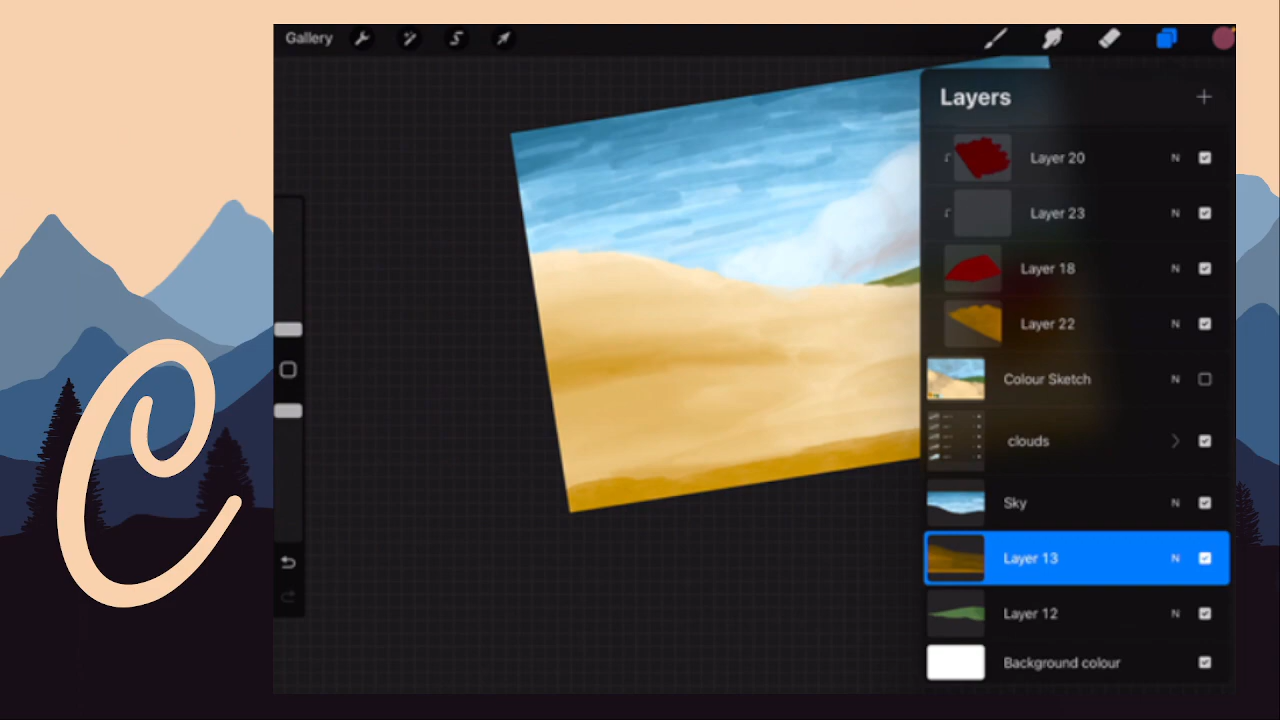 Gallery
Layers
Layer 20 N
Layer 23 N
Layer 18 N
Layer 22 N
Colour Sketch N
clouds
Sky N
Layer 13 N
Layer 12 N
Background colour
C